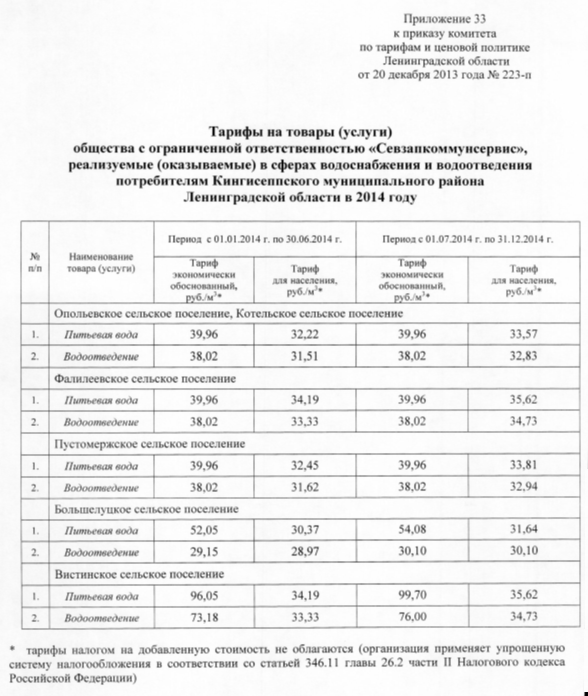 Приложение 33
к приказу комитета
по тарифам и ценовой политике
Ленинградской области
от 20 декабря 2013 года № 223-п
Тарифы на товары (услуги)
общества с ограниченной ответственностью «Севзапкоммунсервис»,
реализуемые (оказываемые) в сферах водоснабжения и водоотведения
потребителям Кингисеппского муниципального района
Ленинградской области в 2014 году
№ п/п Наименование товара (услуги) Период с 01.01.2014 г. по 30.06.2014 г. Период с 01.07.2014 г. по 31.12.2014 г.
Тариф экономически обоснованный, руб./м³* Тариф для населения, руб./м³* Тариф экономически обоснованный, руб./м³* Тариф для населения, руб./м³*
Опольевское сельское поселение, Котельское сельское поселение
1. Питьевая вода 39,96 32,22 39,96 33,57
2. Водоотведение 38,02 31,51 38,02 32,83
Фалилеевское сельское поселение
1. Питьевая вода 39,96 34,19 39,96 35,62
2. Водоотведение 38,02 33,33 38,02 34,73
Пустомержское сельское поселение
1. Питьевая вода 39,96 32,45 39,96 33,81
2. Водоотведение 38,02 31,62 38,02 32,94
Большелуцкое сельское поселение
1. Питьевая вода 52,05 30,37 54,08 31,64
2. Водоотведение 29,15 28,97 30,10 30,10
Вистинское сельское поселение
1. Питьевая вода 96,05 34,19 99,70 35,62
2. Водоотведение 73,18 33,33 76,00 34,73
* тарифы налогом на добавленную стоимость не облагаются (организация применяет упрощенную
систему налогообложения в соответствии со статьей 346.11 главы 26.2 части II Налогового кодекса
Российской Федерации)